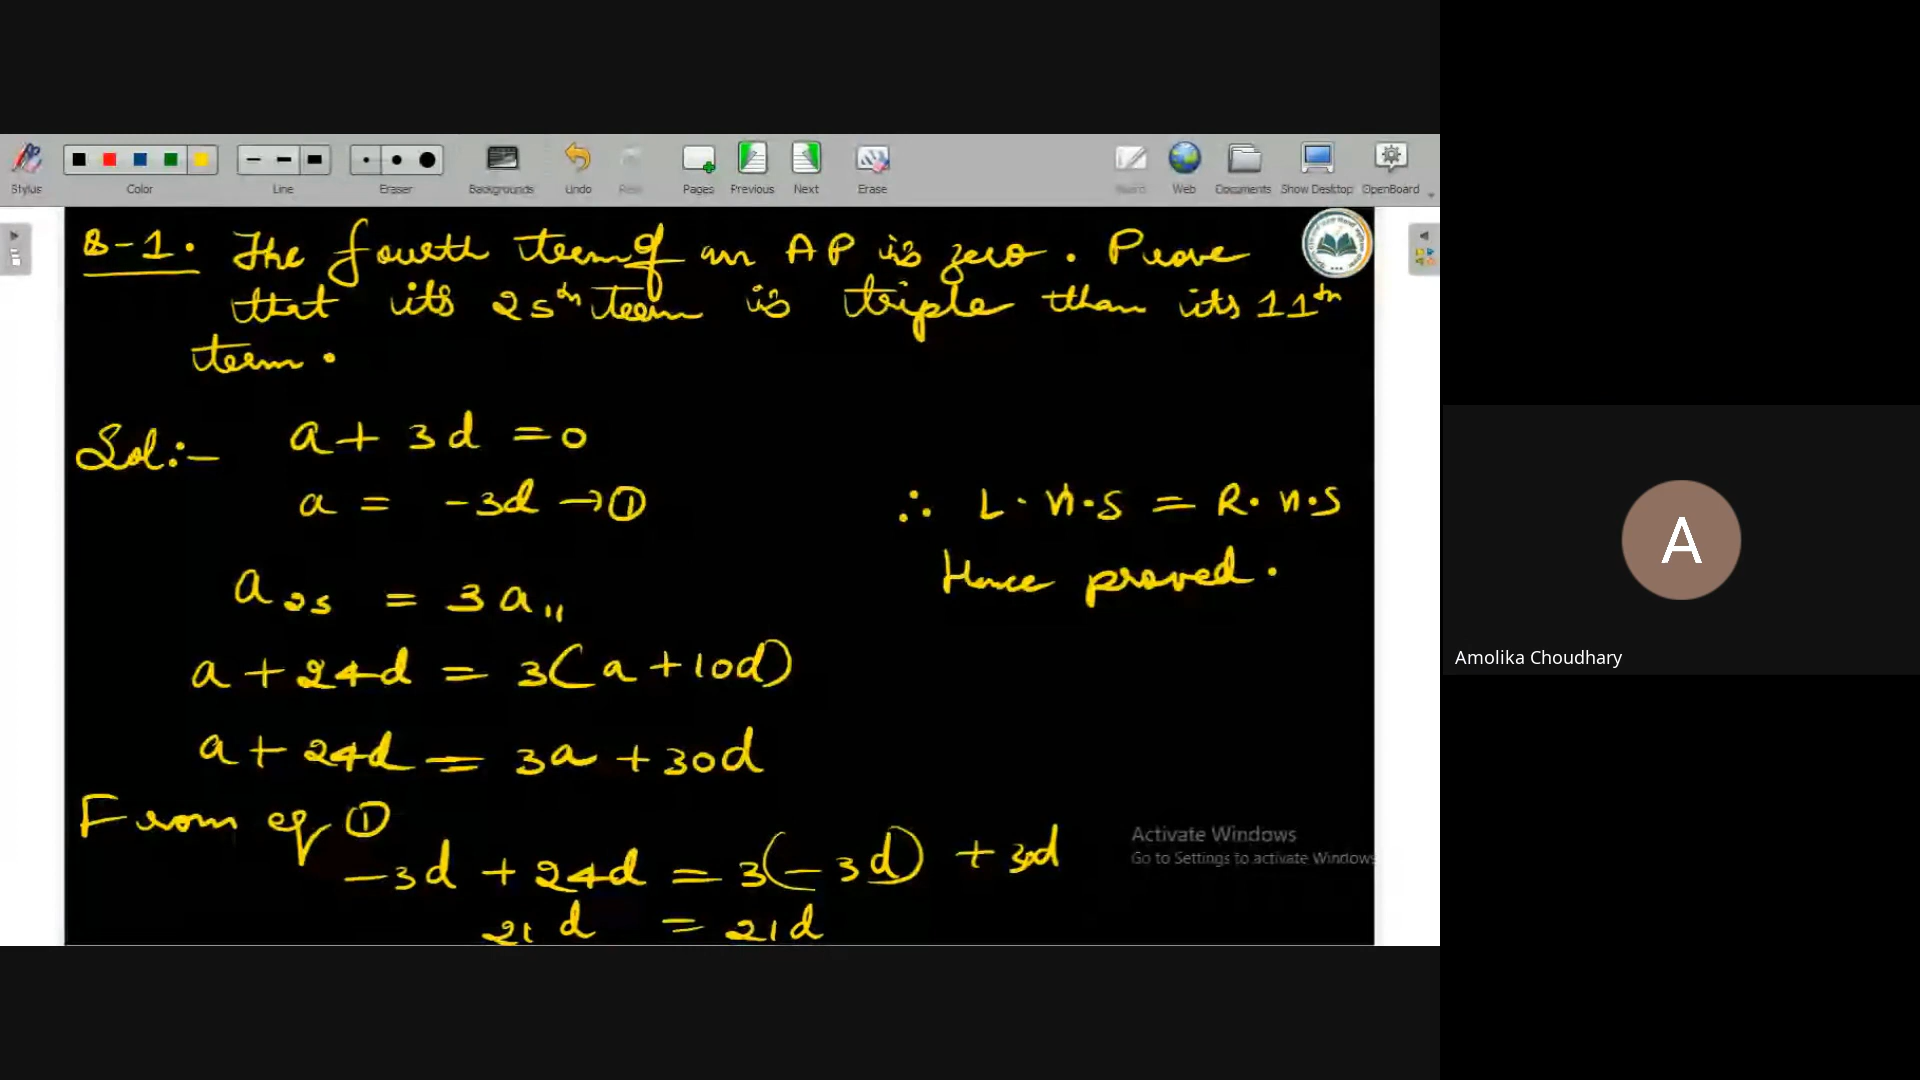 Stylus
Color
Line
Eraser
Backgrounds
Undo
Pages
Previous
Next
Erase
Web
Documents
Show Desktop
OpenBoard
Q-1. The fourth term of an AP is zero. Prove
that its 25th term is triple than its 11th
term.
Sol:- a + 3d = 0
a = -3d → ①
a25 = 3a11
a + 24d = 3(a + 10d)
a + 24d = 3a + 30d
From eq ①
-3d + 24d = 3(-3d) + 30d
21d = 21d
∴ L.H.S = R.H.S
Hence proved.
Activate Windows
Go to Settings to activate Windows
A
Amolika Choudhary